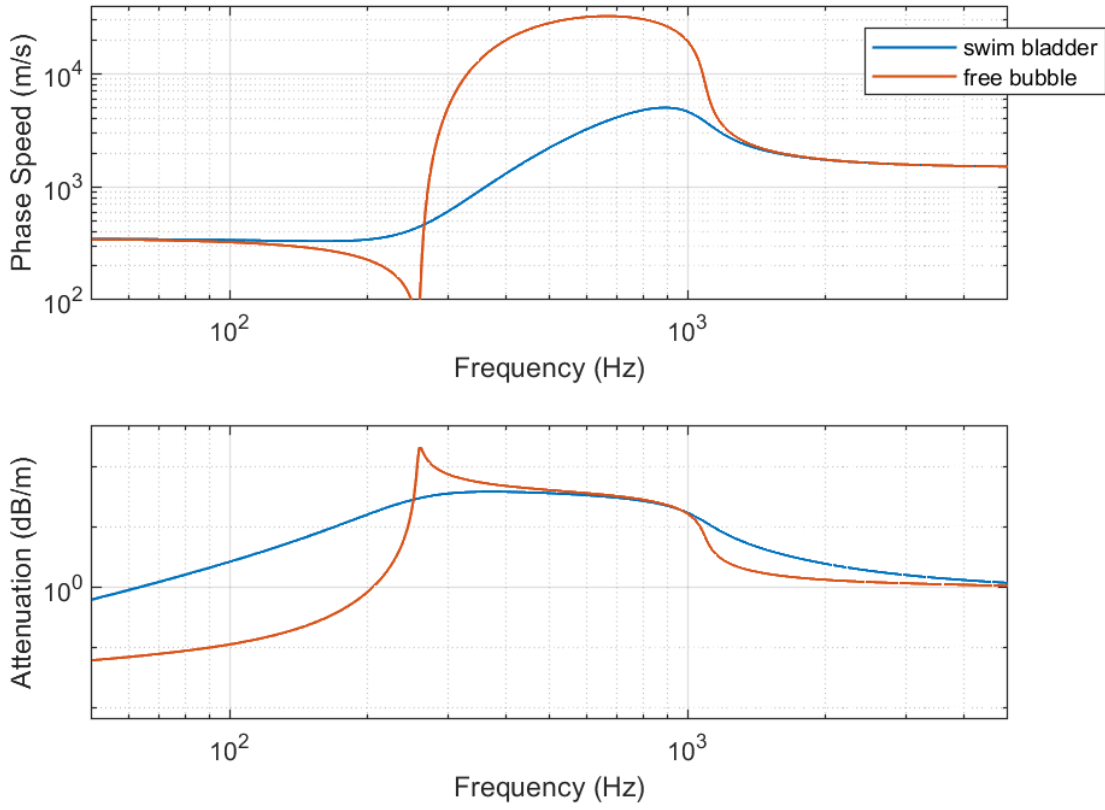 10^4
10^3
10^2
Phase Speed (m/s)
swim bladder
free bubble
10^2
10^3
Frequency (Hz)
10^0
Attenuation (dB/m)
10^2
10^3
Frequency (Hz)